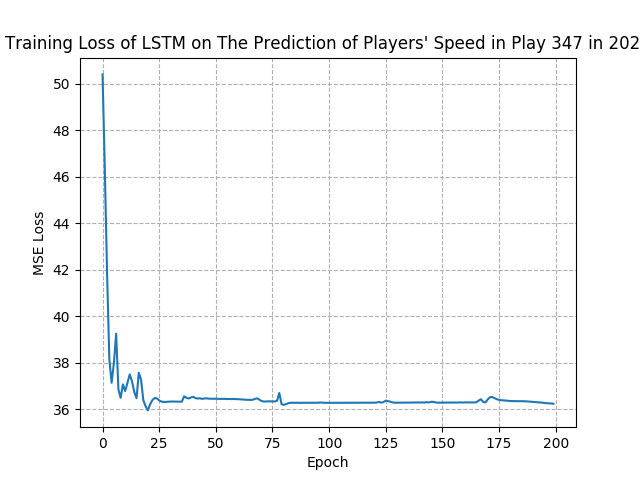 Training Loss of LSTM on The Prediction of Players' Speed in Play 347 in 202
MSE Loss
50
48
46
44
42
40
38
36
0 25 50 75 100 125 150 175 200
Epoch